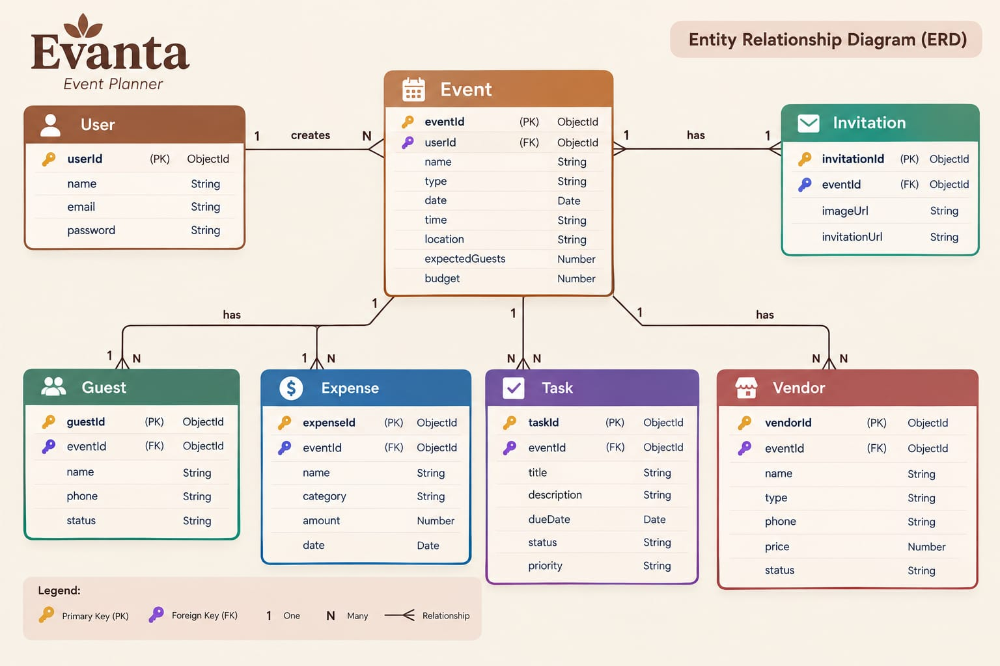 Evanta
Event Planner
Entity Relationship Diagram (ERD)
User
userId (PK) ObjectId
name String
email String
password String
1 creates N
Event
eventId (PK) ObjectId
userId (FK) ObjectId
name String
type String
date Date
time String
location String
expectedGuests Number
budget Number
1 has 1
Invitation
invitationId (PK) ObjectId
eventId (FK) ObjectId
imageUrl String
invitationUrl String
has 1
1
1 has
1 N
1 N
N N
N N
Guest
guestId (PK) ObjectId
eventId (FK) ObjectId
name String
phone String
status String
Expense
expenseId (PK) ObjectId
eventId (FK) ObjectId
name String
category String
amount Number
date Date
Task
taskId (PK) ObjectId
eventId (FK) ObjectId
title String
description String
dueDate Date
status String
priority String
Vendor
vendorId (PK) ObjectId
eventId (FK) ObjectId
name String
type String
phone String
price Number
status String
Legend:
Primary Key (PK) Foreign Key (FK) 1 One N Many Relationship